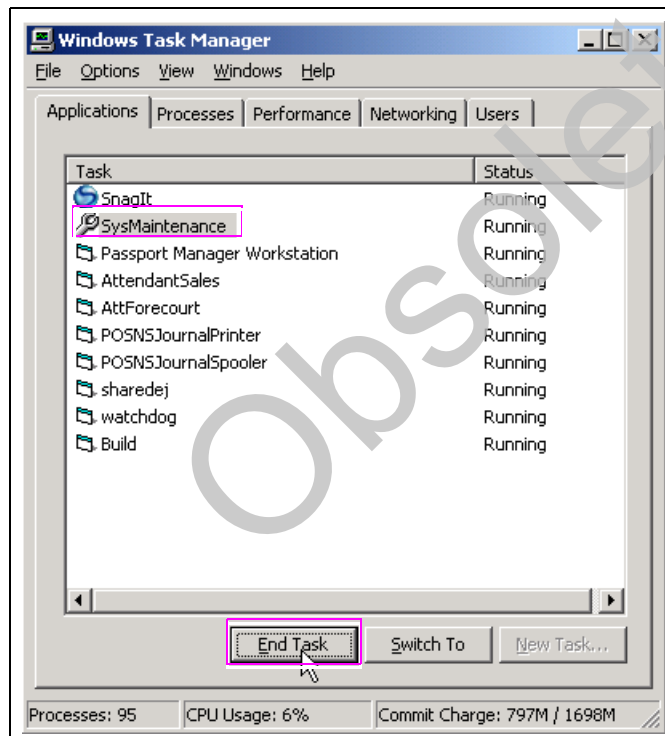 Windows Task Manager
File Options View Windows Help
Applications Processes Performance Networking Users
Task Status
SnagIt Running
SysMaintenance Running
Passport Manager Workstation Running
AttendantSales Running
AttForecourt Running
POSNSJournalPrinter Running
POSNSJournalSpooler Running
sharedej Running
watchdog Running
Build Running
End Task Switch To New Task...
Processes: 95 CPU Usage: 6% Commit Charge: 797M / 1698M
Obsolet